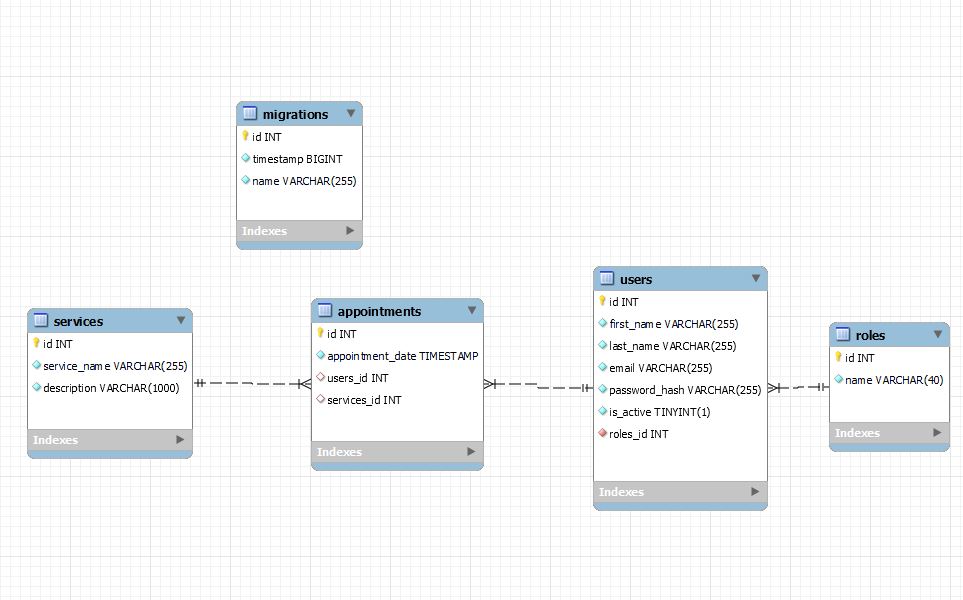 migrations
id INT
timestamp BIGINT
name VARCHAR(255)
Indexes
services
id INT
service_name VARCHAR(255)
description VARCHAR(1000)
Indexes
appointments
id INT
appointment_date TIMESTAMP
users_id INT
services_id INT
Indexes
users
id INT
first_name VARCHAR(255)
last_name VARCHAR(255)
email VARCHAR(255)
password_hash VARCHAR(255)
is_active TINYINT(1)
roles_id INT
Indexes
roles
id INT
name VARCHAR(40)
Indexes